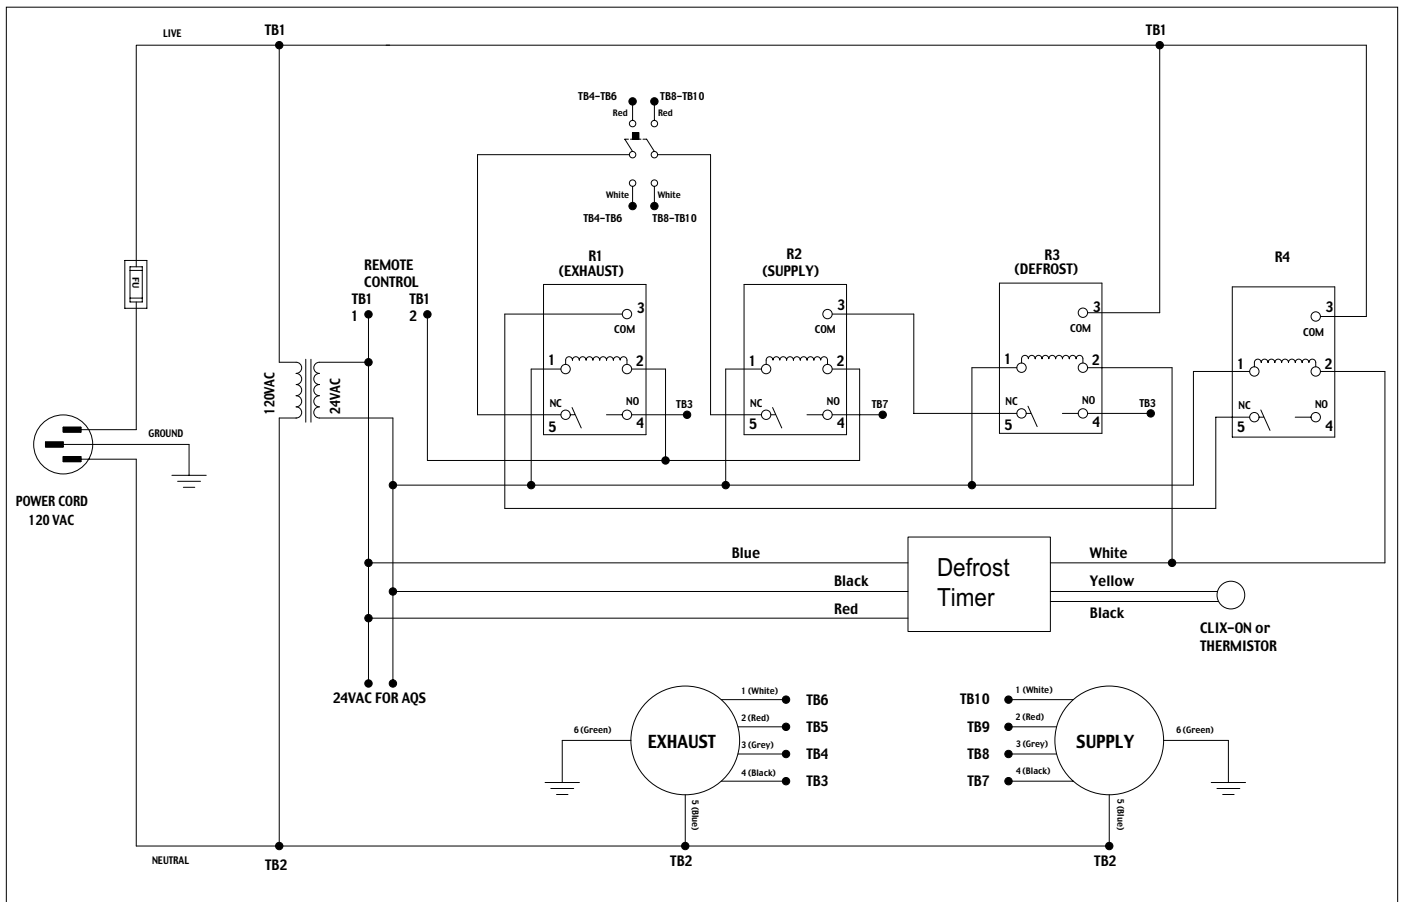 LIVE
TB1
TB1
TB4-TB6
TB8-TB10
Red
Red
White
White
TB4-TB6
TB8-TB10
FU
REMOTE
CONTROL
TB1
1
TB1
2
R1
(EXHAUST)
3
COM
1
2
NC
NO
5
4
TB3
R2
(SUPPLY)
3
COM
1
2
NC
NO
5
4
TB7
R3
(DEFROST)
3
COM
1
2
NC
NO
5
4
TB3
R4
3
COM
1
2
NC
NO
5
4
120VAC
24VAC
GROUND
POWER CORD
120 VAC
Blue
Black
Red
Defrost
Timer
White
Yellow
Black
CLIX-ON or
THERMISTOR
24VAC FOR AQS
6 (Green)
EXHAUST
1 (White)
TB6
2 (Red)
TB5
3 (Grey)
TB4
4 (Black)
TB3
5 (Blue)
TB10
1 (White)
TB9
2 (Red)
TB8
3 (Grey)
TB7
4 (Black)
SUPPLY
6 (Green)
5 (Blue)
NEUTRAL
TB2
TB2
TB2